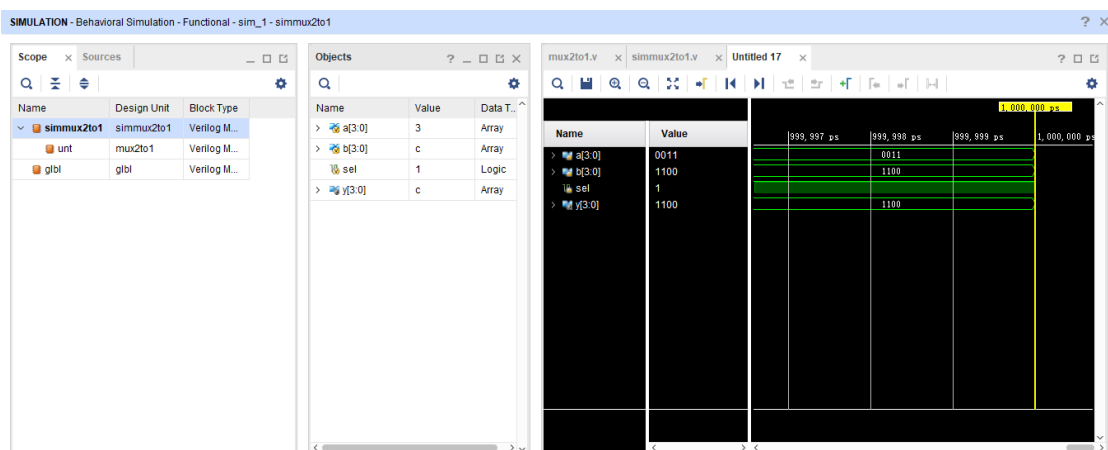 SIMULATION - Behavioral Simulation - Functional - sim_1 - simmux2to1
Scope Sources
Name Design Unit Block Type
simmux2to1 simmux2to1 Verilog M...
unt mux2to1 Verilog M...
glbl glbl Verilog M...
Objects
Name Value Data T..
a[3:0] 3 Array
b[3:0] c Array
sel 1 Logic
y[3:0] c Array
mux2to1.v simmux2to1.v Untitled 17
1,000,000 ps
Name Value 999,997 ps 999,998 ps 999,999 ps 1,000,000 ps
a[3:0] 0011 0011
b[3:0] 1100 1100
sel 1
y[3:0] 1100 1100